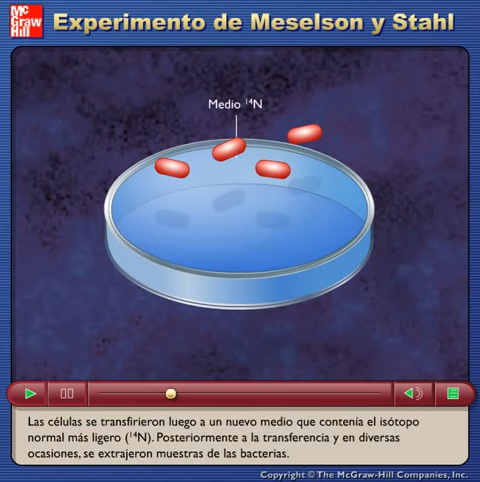 Mc
Graw
Hill
Experimento de Meselson y Stahl
Medio ¹⁴N
Las células se transfirieron luego a un nuevo medio que contenía el isótopo
normal más ligero (¹⁴N). Posteriormente a la transferencia y en diversas
ocasiones, se extrajeron muestras de las bacterias.
Copyright © The McGraw-Hill Companies, Inc.